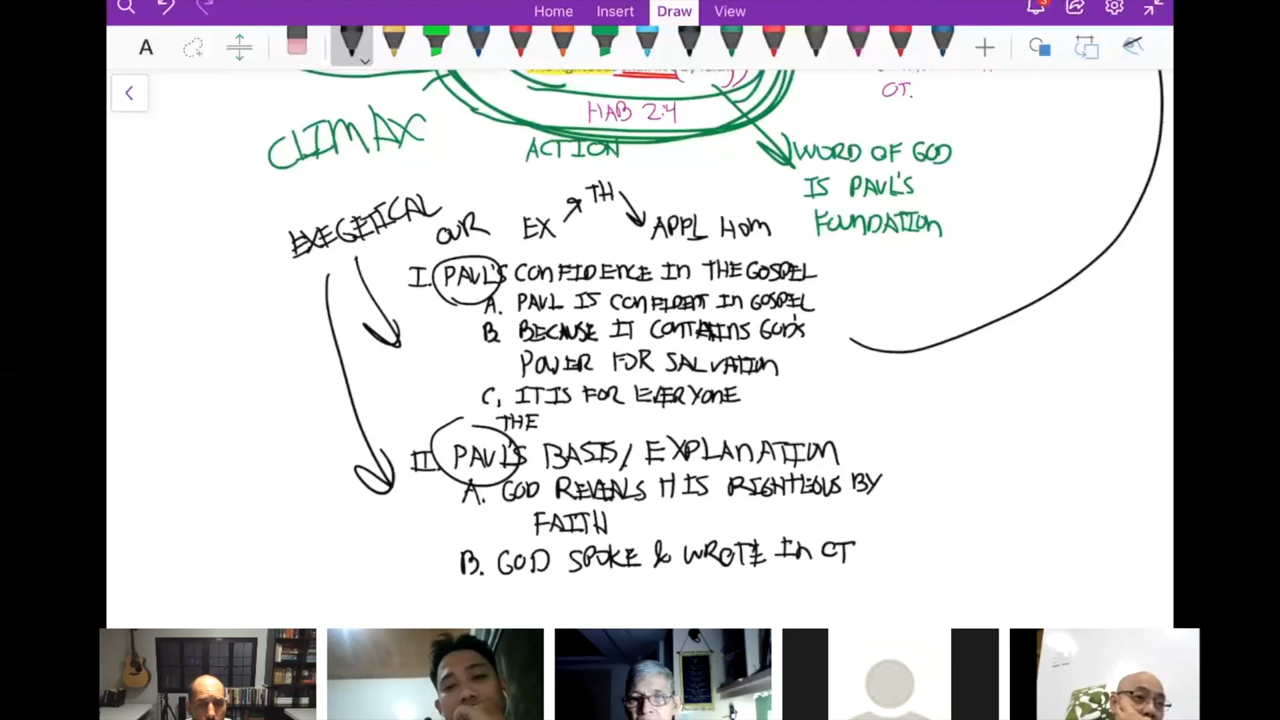 Home Insert Draw View
A
OT.
HAB 2:4
CLIMAX
ACTION
WORD OF GOD
IS PAUL'S
FOUNDATION
TH
EXEGETICAL
OUR EX APPL HOM
I. PAUL'S CONFIDENCE IN THE GOSPEL
A. PAUL IS CONFIDENT IN GOSPEL
B. BECAUSE IT CONTAINS GOD'S
POWER FOR SALVATION
C, IT IS FOR EVERYONE
THE
II PAUL'S BASIS/ EXPLANATION
A. GOD REVEALS HIS RIGHTEOUS BY
FAITH
B. GOD SPOKE & WROTE IN OT